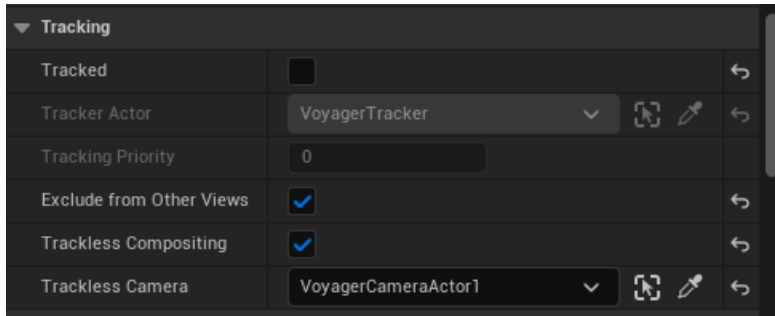 Tracking
Tracked
Tracker Actor VoyagerTracker
Tracking Priority 0
Exclude from Other Views
Trackless Compositing
Trackless Camera VoyagerCameraActor1